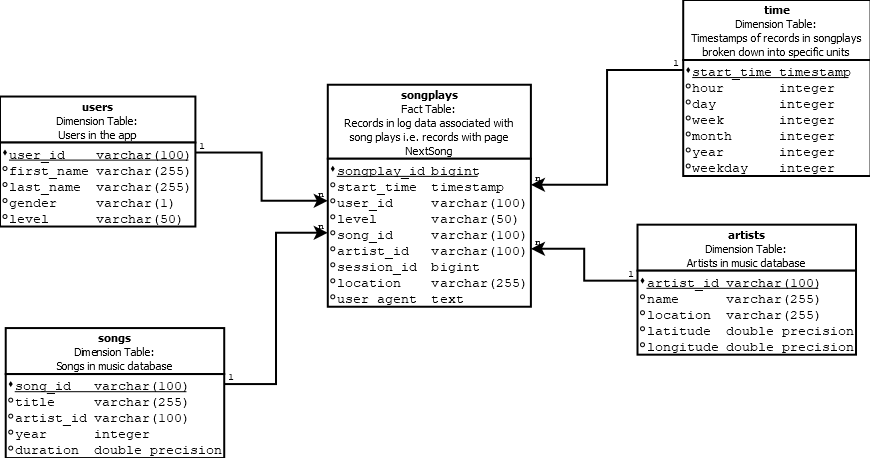 time
Dimension Table:
Timestamps of records in songplays
broken down into specific units
1
start_time timestamp
hour integer
day integer
week integer
month integer
year integer
weekday integer
songplays
Fact Table:
Records in log data associated with
song plays i.e. records with page
NextSong
songplay_id bigint
start_time timestamp
user_id varchar(100)
level varchar(50)
song_id varchar(100)
artist_id varchar(100)
session_id bigint
location varchar(255)
user_agent text
n
n
n
n
users
Dimension Table:
Users in the app
1
user_id varchar(100)
first_name varchar(255)
last_name varchar(255)
gender varchar(1)
level varchar(50)
artists
Dimension Table:
Artists in music database
1
artist_id varchar(100)
name varchar(255)
location varchar(255)
latitude double precision
longitude double precision
songs
Dimension Table:
Songs in music database
1
song_id varchar(100)
title varchar(255)
artist_id varchar(100)
year integer
duration double precision